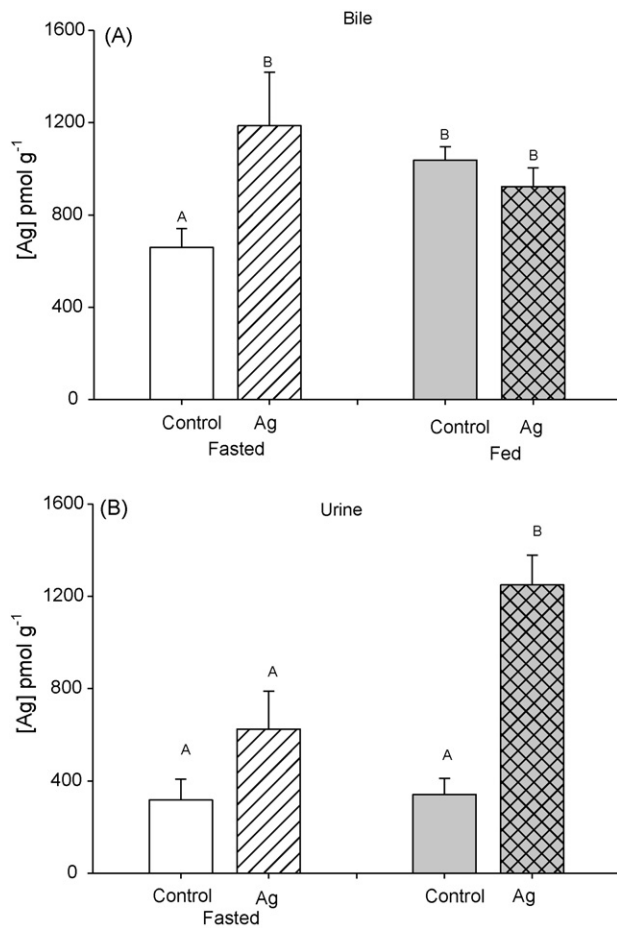 Bile
(A)
1600
1200
800
400
0
[Ag] pmol g⁻¹
A
B
B
B
Control Ag Control Ag
Fasted Fed
(B)
Urine
1600
1200
800
400
0
[Ag] pmol g⁻¹
A
A
A
B
Control Ag Control Ag
Fasted